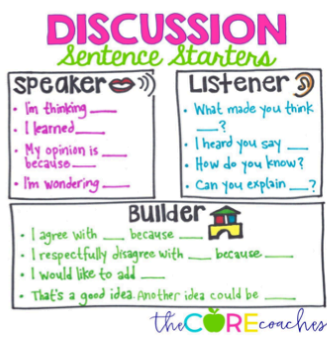 DISCUSSION
Sentence Starters
Speaker
• I'm thinking ___
• I learned ___
• My opinion is ___
because ___
• I'm wondering ___
Listener
• What made you think
___?
• I heard you say ___
• How do you know?
• Can you explain ___?
Builder
• I agree with ___ because ___
• I respectfully disagree with ___ because ___
• I would like to add ___
• That's a good idea. Another idea could be ___
theCOREcoaches